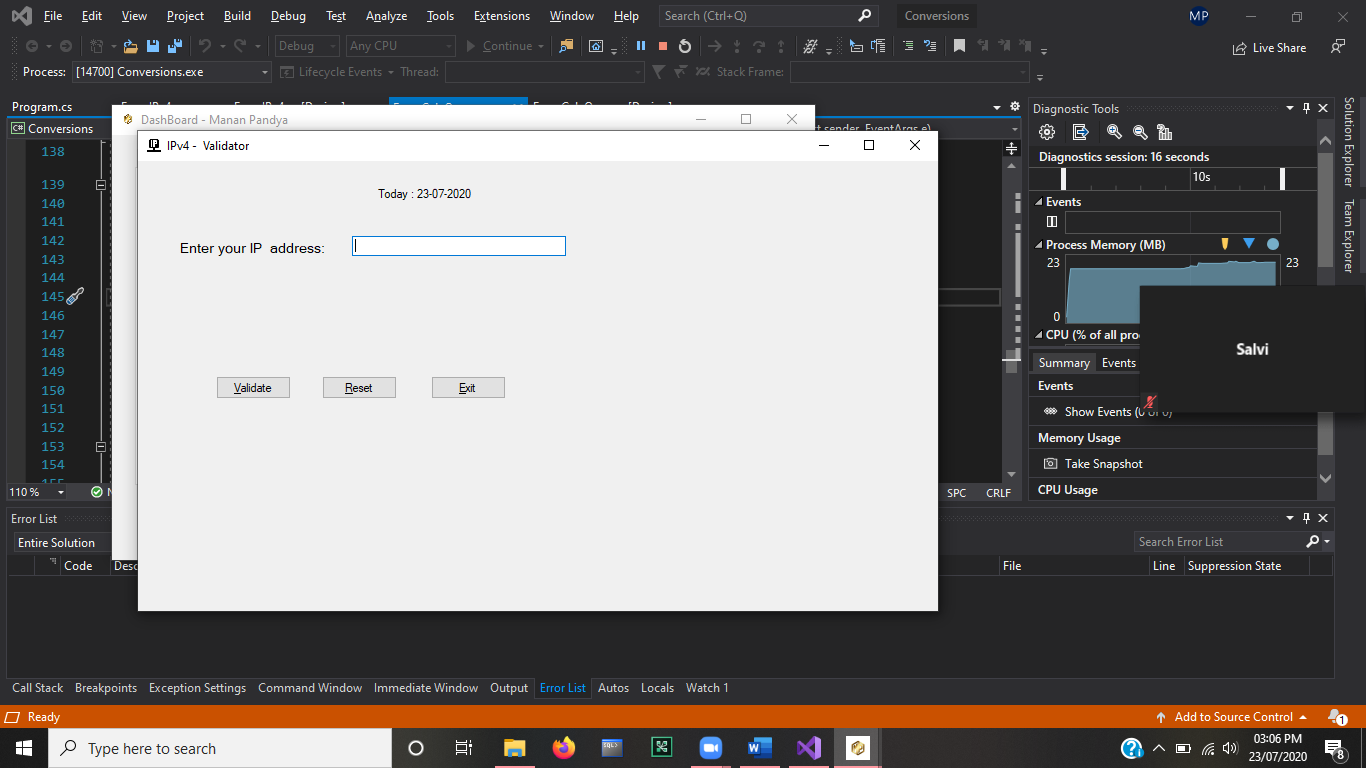 File Edit View Project Build Debug Test Analyze Tools Extensions Window Help Search (Ctrl+Q) Conversions MP
Debug Any CPU Continue Live Share
Process: [14700] Conversions.exe Lifecycle Events Thread: Stack Frame:
Program.cs
DashBoard - Manan Pandya
Conversions
t sender, EventArgs e)
IPv4 - Validator
Today : 23-07-2020
Enter your IP address:
Validate Reset Exit
138
139
140
141
142
143
144
145
146
147
148
149
150
151
152
153
154
110 %
SPC CRLF
Diagnostic Tools
Diagnostics session: 16 seconds
10s
Events
Process Memory (MB)
23 23
0
CPU (% of all pro
Salvi
Summary Events
Events
Show Events (0 of 0)
Memory Usage
Take Snapshot
CPU Usage
Solution Explorer
Team Explorer
Error List
Entire Solution Search Error List
Code Desc File Line Suppression State
Call Stack Breakpoints Exception Settings Command Window Immediate Window Output Error List Autos Locals Watch 1
Ready Add to Source Control 1
Type here to search
SQL>
03:06 PM
23/07/2020
8